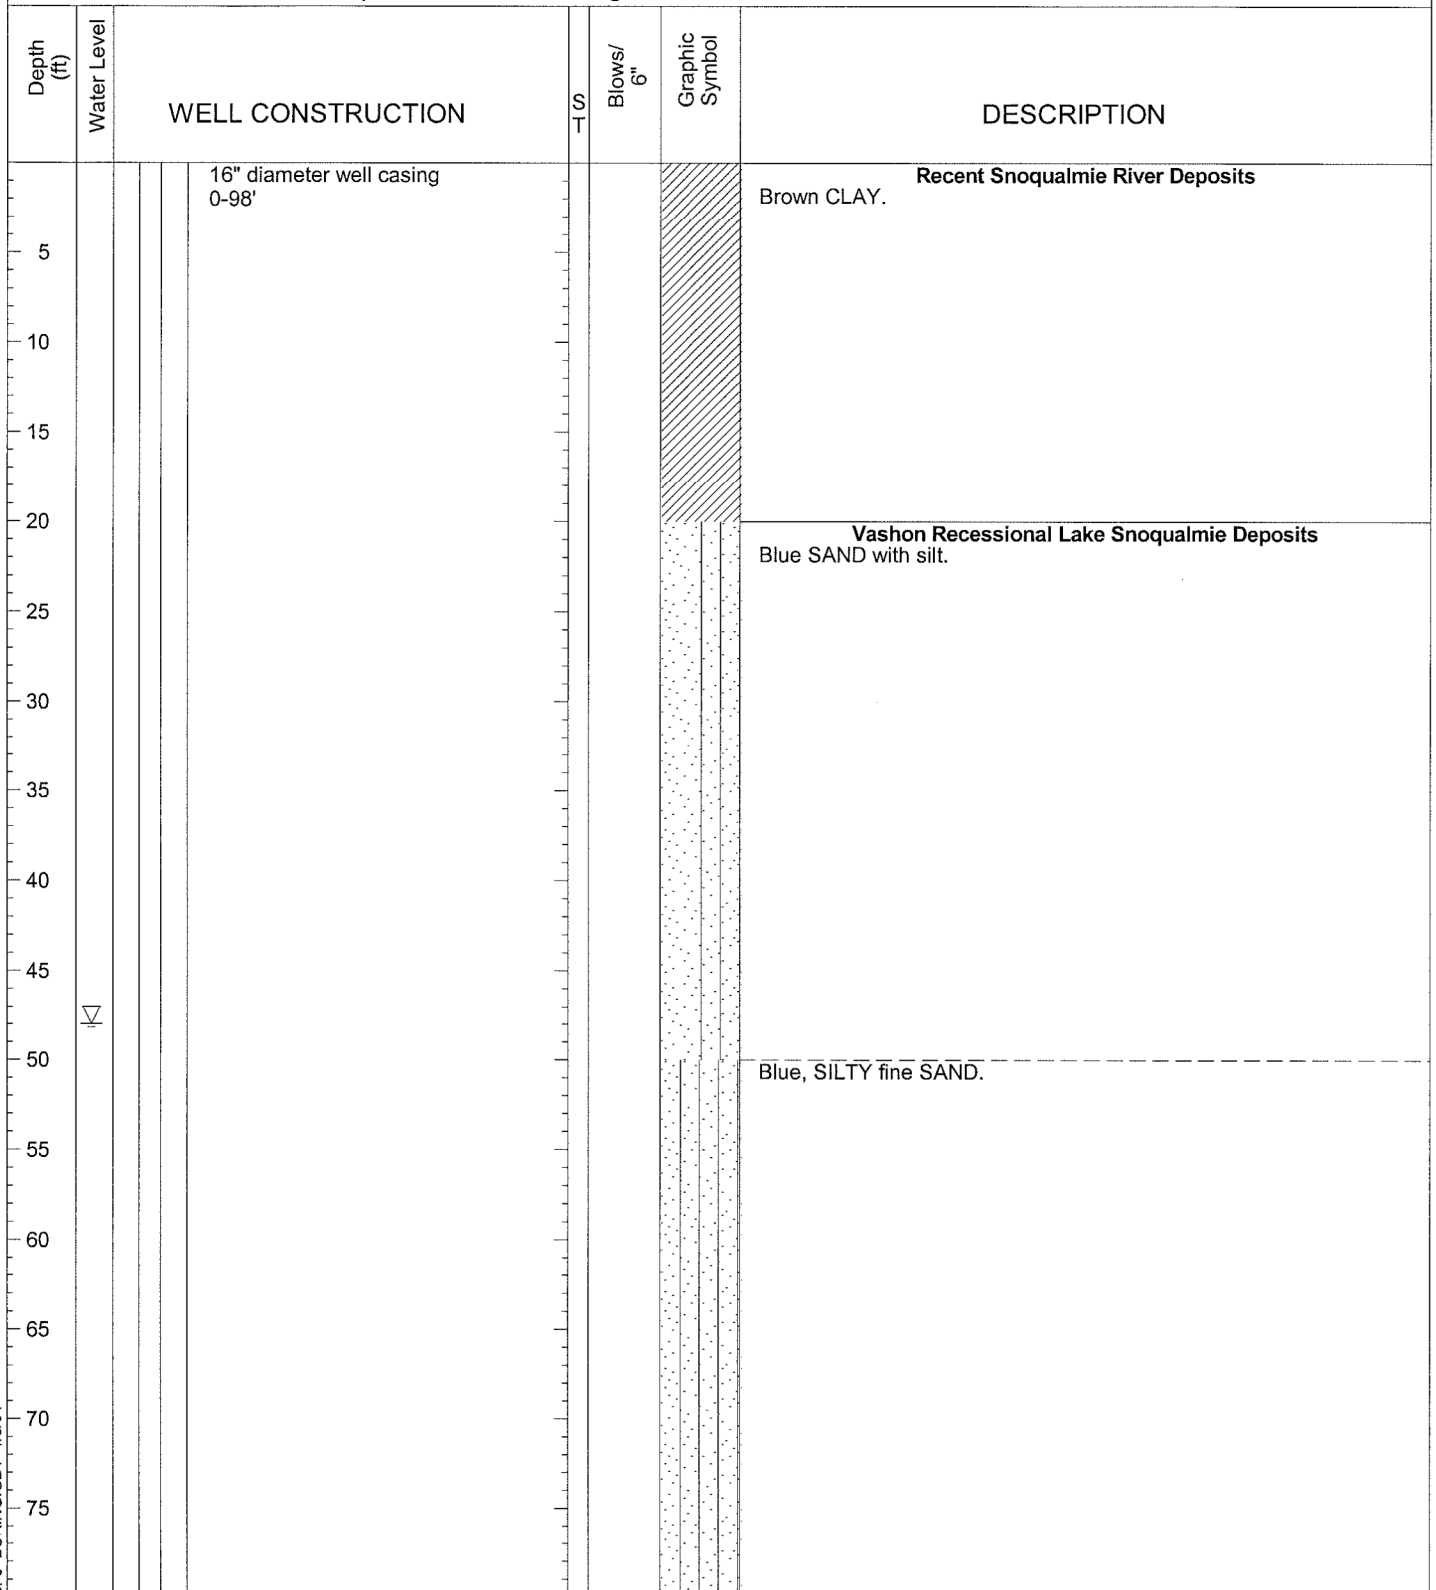 Depth
(ft)
Water Level
WELL CONSTRUCTION
S
T
Blows/
6"
Graphic
Symbol
DESCRIPTION
16" diameter well casing
0-98'
Recent Snoqualmie River Deposits
Brown CLAY.
5
10
15
20
Vashon Recessional Lake Snoqualmie Deposits
Blue SAND with silt.
25
30
35
40
45
50
Blue, SILTY fine SAND.
55
60
65
70
75